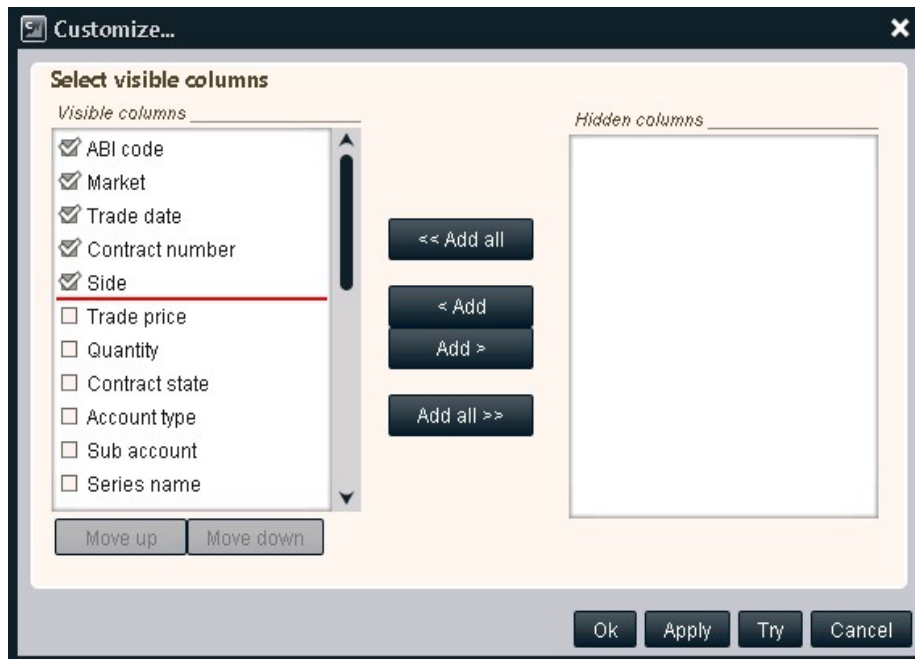 Customize...
Select visible columns
Visible columns
ABI code
Market
Trade date
Contract number
Side
Trade price
Quantity
Contract state
Account type
Sub account
Series name
Move up
Move down
<< Add all
< Add
Add >
Add all >>
Hidden columns
Ok
Apply
Try
Cancel